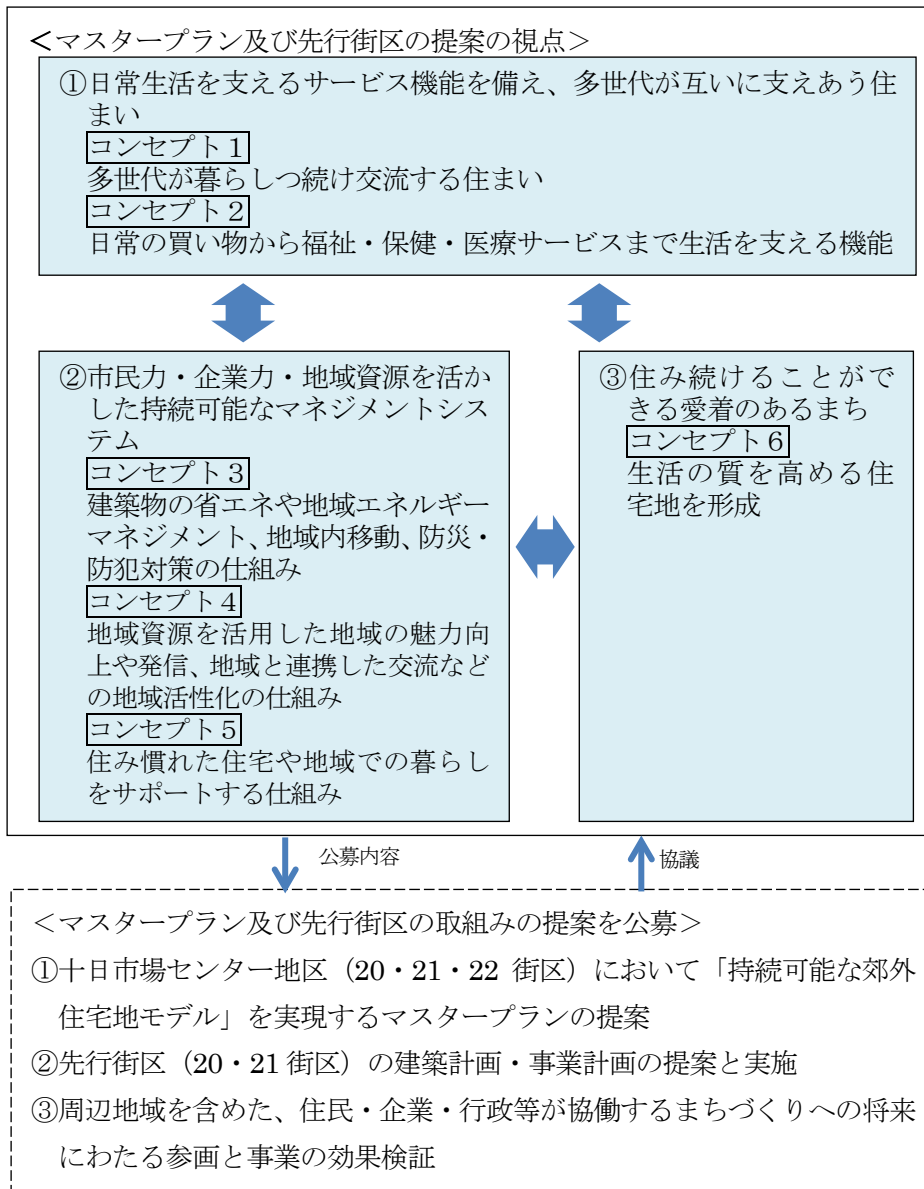 <マスタープラン及び先行街区の提案の視点>
①日常生活を支えるサービス機能を備え、多世代が互いに支えあう住
まい
コンセプト1
多世代が暮らしつ続け交流する住まい
コンセプト2
日常の買い物から福祉・保健・医療サービスまで生活を支える機能
②市民力・企業力・地域資源を活か
した持続可能なマネジメントシス
テム
コンセプト3
建築物の省エネや地域エネルギー
マネジメント、地域内移動、防災・
防犯対策の仕組み
コンセプト4
地域資源を活用した地域の魅力向
上や発信、地域と連携した交流など
の地域活性化の仕組み
コンセプト5
住み慣れた住宅や地域での暮らし
をサポートする仕組み
③住み続けることがで
きる愛着のあるまち
コンセプト6
生活の質を高める住
宅地を形成
公募内容
協議
<マスタープラン及び先行街区の取組みの提案を公募>
①十日市場センター地区(20・21・22 街区)において「持続可能な郊外
住宅地モデル」を実現するマスタープランの提案
②先行街区(20・21 街区)の建築計画・事業計画の提案と実施
③周辺地域を含めた、住民・企業・行政等が協働するまちづくりへの将来
にわたる参画と事業の効果検証